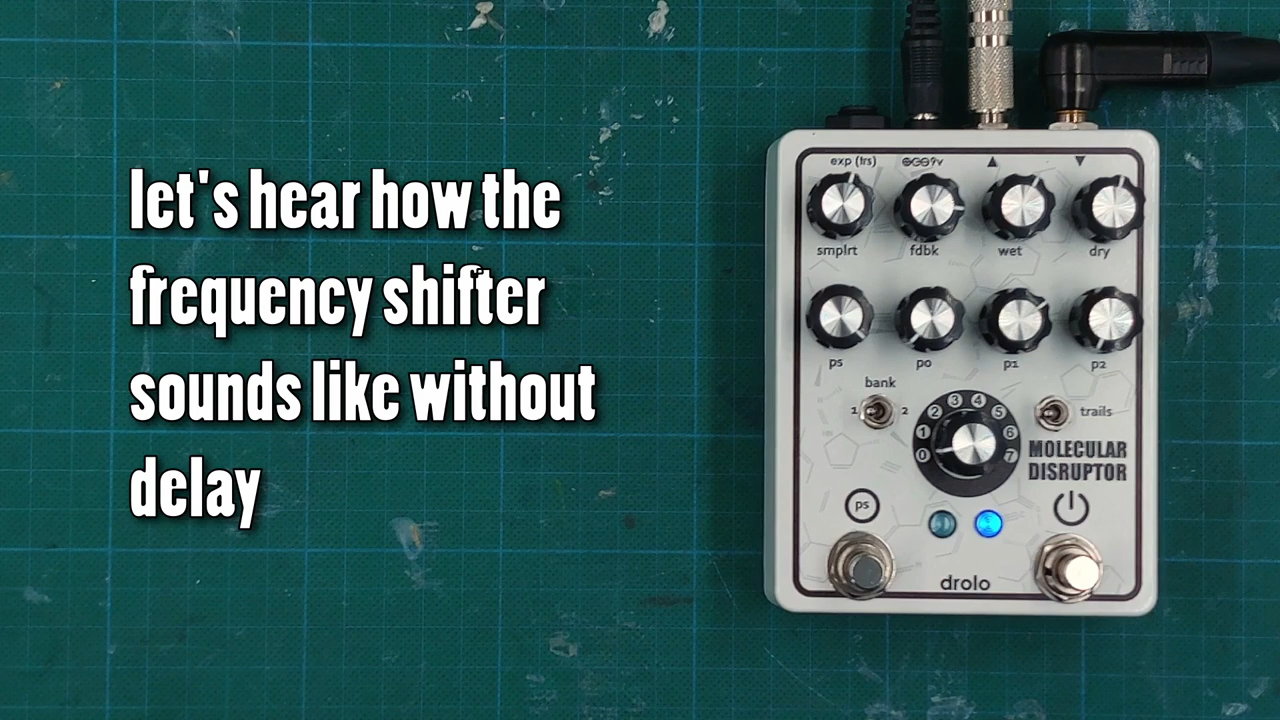 let's hear how the
frequency shifter
sounds like without
delay
exp (trs) 9v ▲ ▼
smplrt fdbk wet dry
ps p0 p1 p2
bank
1 2
0 1 2 3 4 5 6 7
trails
MOLECULAR
DISRUPTOR
ps
drolo